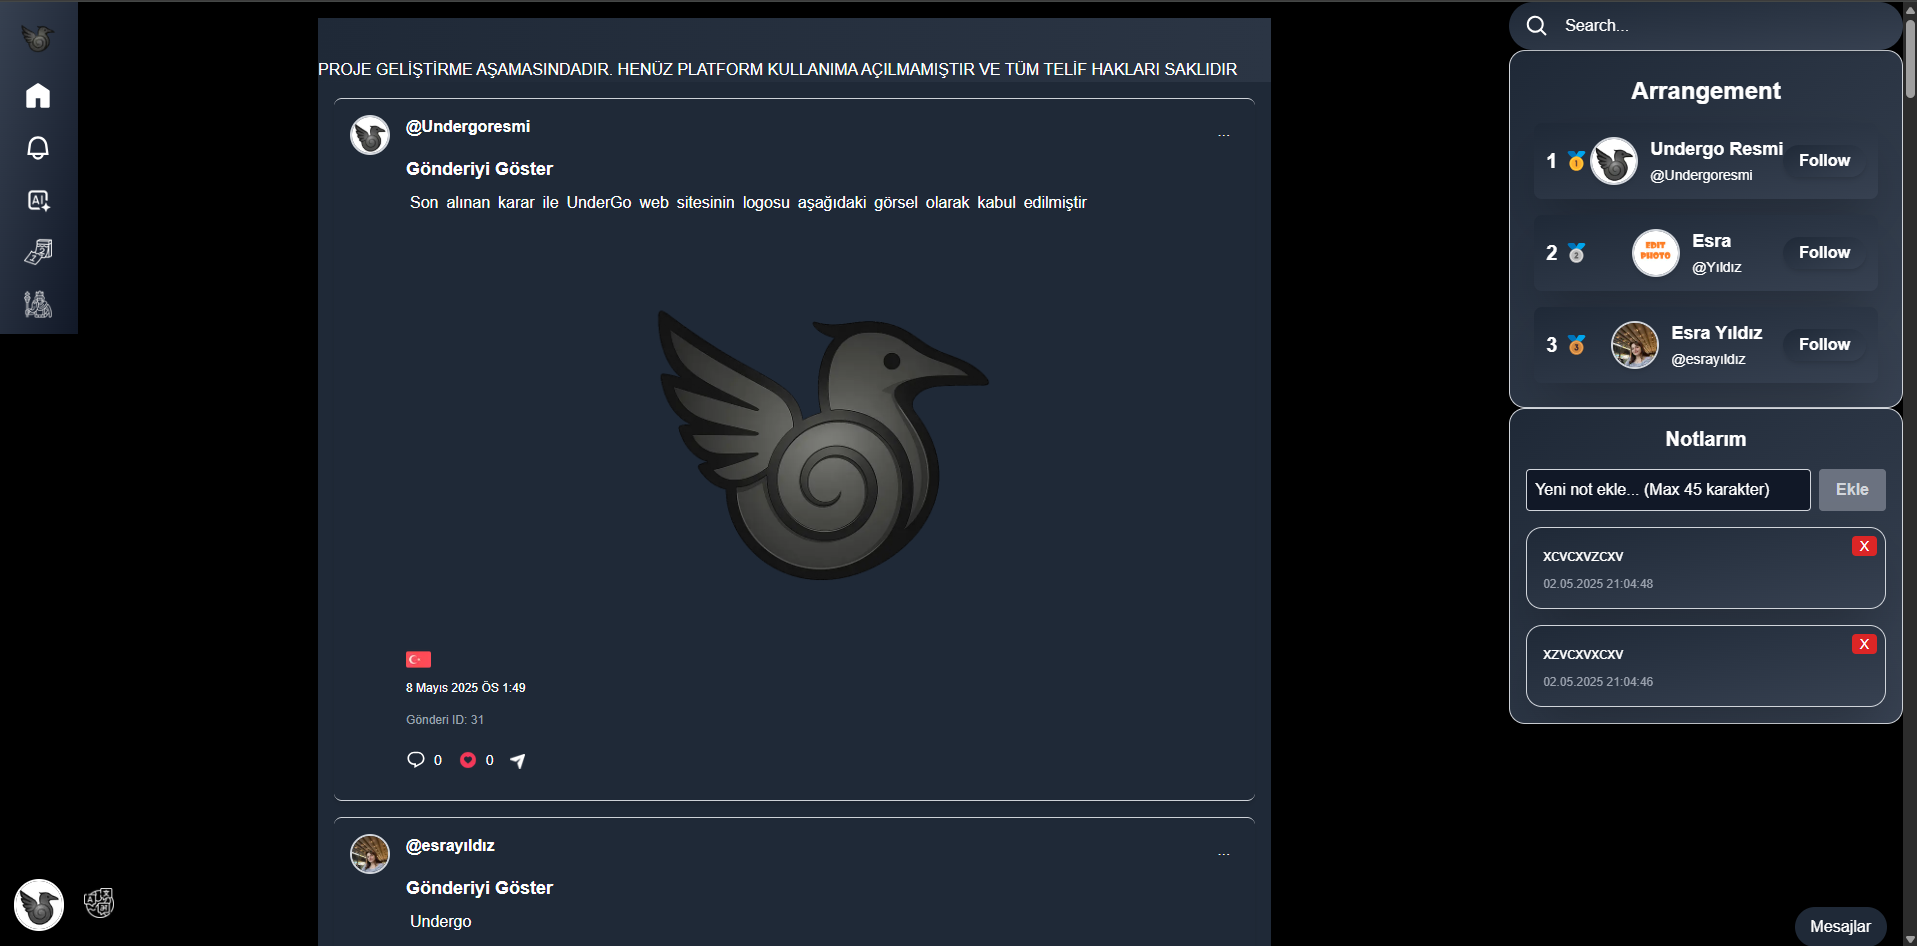 PROJE GELİŞTİRME AŞAMASINDADIR. HENÜZ PLATFORM KULLANIMA AÇILMAMIŞTIR VE TÜM TELİF HAKLARI SAKLIDIR
@Undergoresmi
...
Gönderiyi Göster
Son alınan karar ile UnderGo web sitesinin logosu aşağıdaki görsel olarak kabul edilmiştir
8 Mayıs 2025 ÖS 1:49
Gönderi ID: 31
0
0
@esrayıldız
...
Gönderiyi Göster
Undergo
Search...
Arrangement
1
Undergo Resmi
@Undergoresmi
Follow
2
EDIT
PHOTO
Esra
@Yıldız
Follow
3
Esra Yıldız
@esrayıldız
Follow
Notlarım
Yeni not ekle... (Max 45 karakter)
Ekle
xcvcxvzcxv
X
02.05.2025 21:04:48
xzvcxvxcxv
X
02.05.2025 21:04:46
Mesajlar
AI